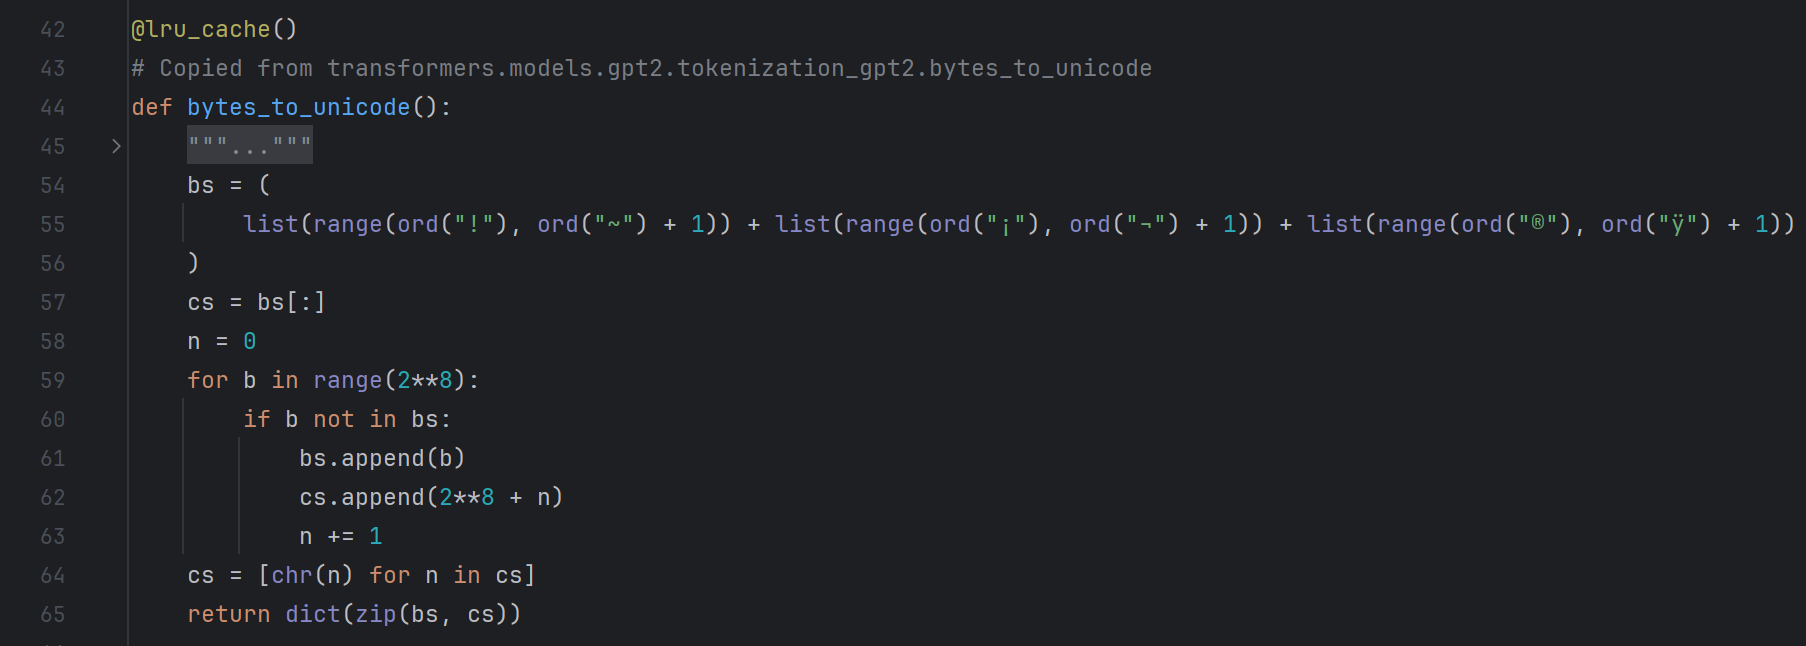 42 @lru_cache()
43 # Copied from transformers.models.gpt2.tokenization_gpt2.bytes_to_unicode
44 def bytes_to_unicode():
45     """..."""
54     bs = (
55         list(range(ord("!"), ord("~") + 1)) + list(range(ord("¡"), ord("¬") + 1)) + list(range(ord("®"), ord("ÿ") + 1))
56     )
57     cs = bs[:]
58     n = 0
59     for b in range(2**8):
60         if b not in bs:
61             bs.append(b)
62             cs.append(2**8 + n)
63             n += 1
64     cs = [chr(n) for n in cs]
65     return dict(zip(bs, cs))